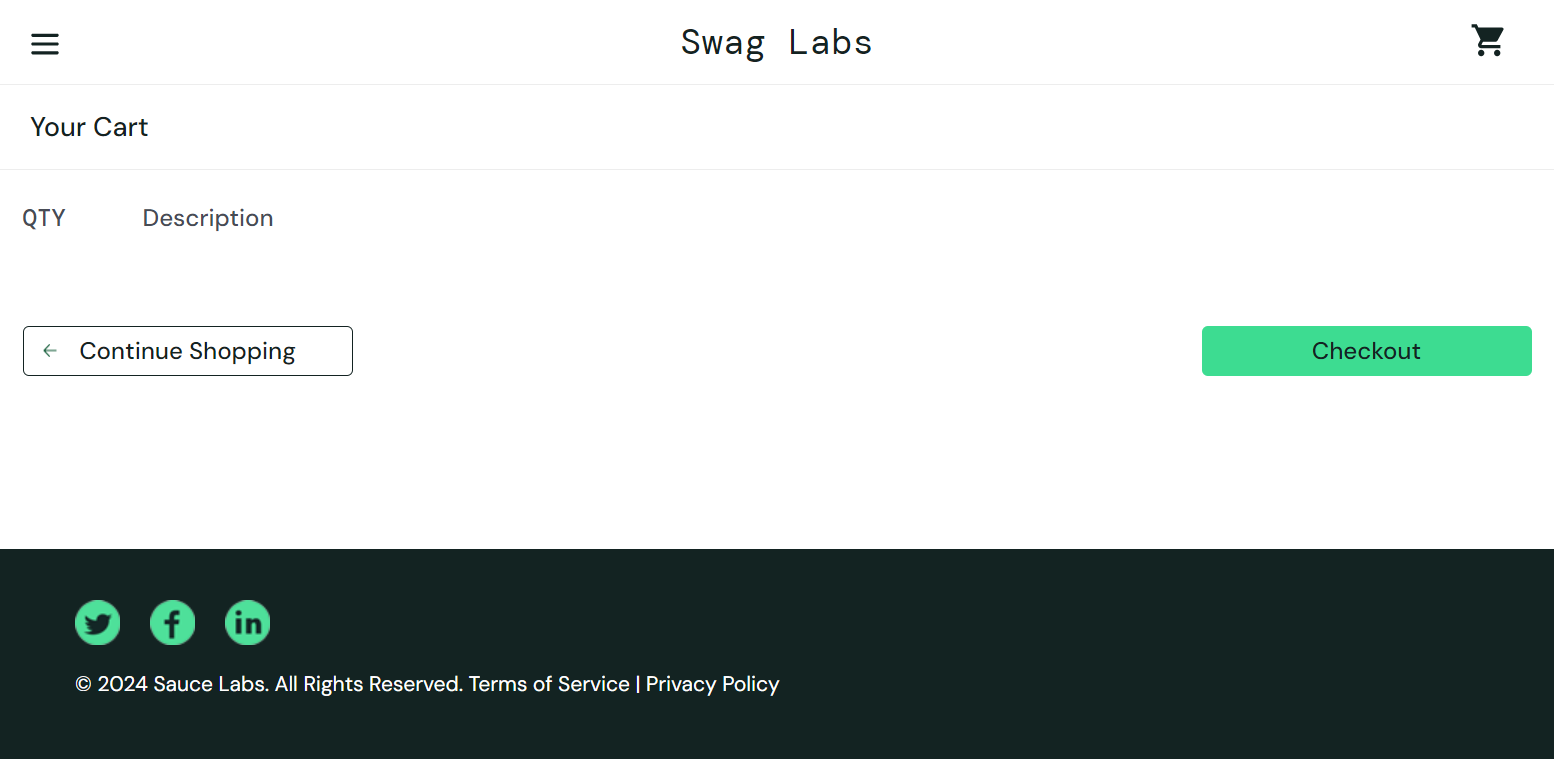 Swag Labs
Your Cart
QTY Description
Continue Shopping Checkout
© 2024 Sauce Labs. All Rights Reserved. Terms of Service | Privacy Policy